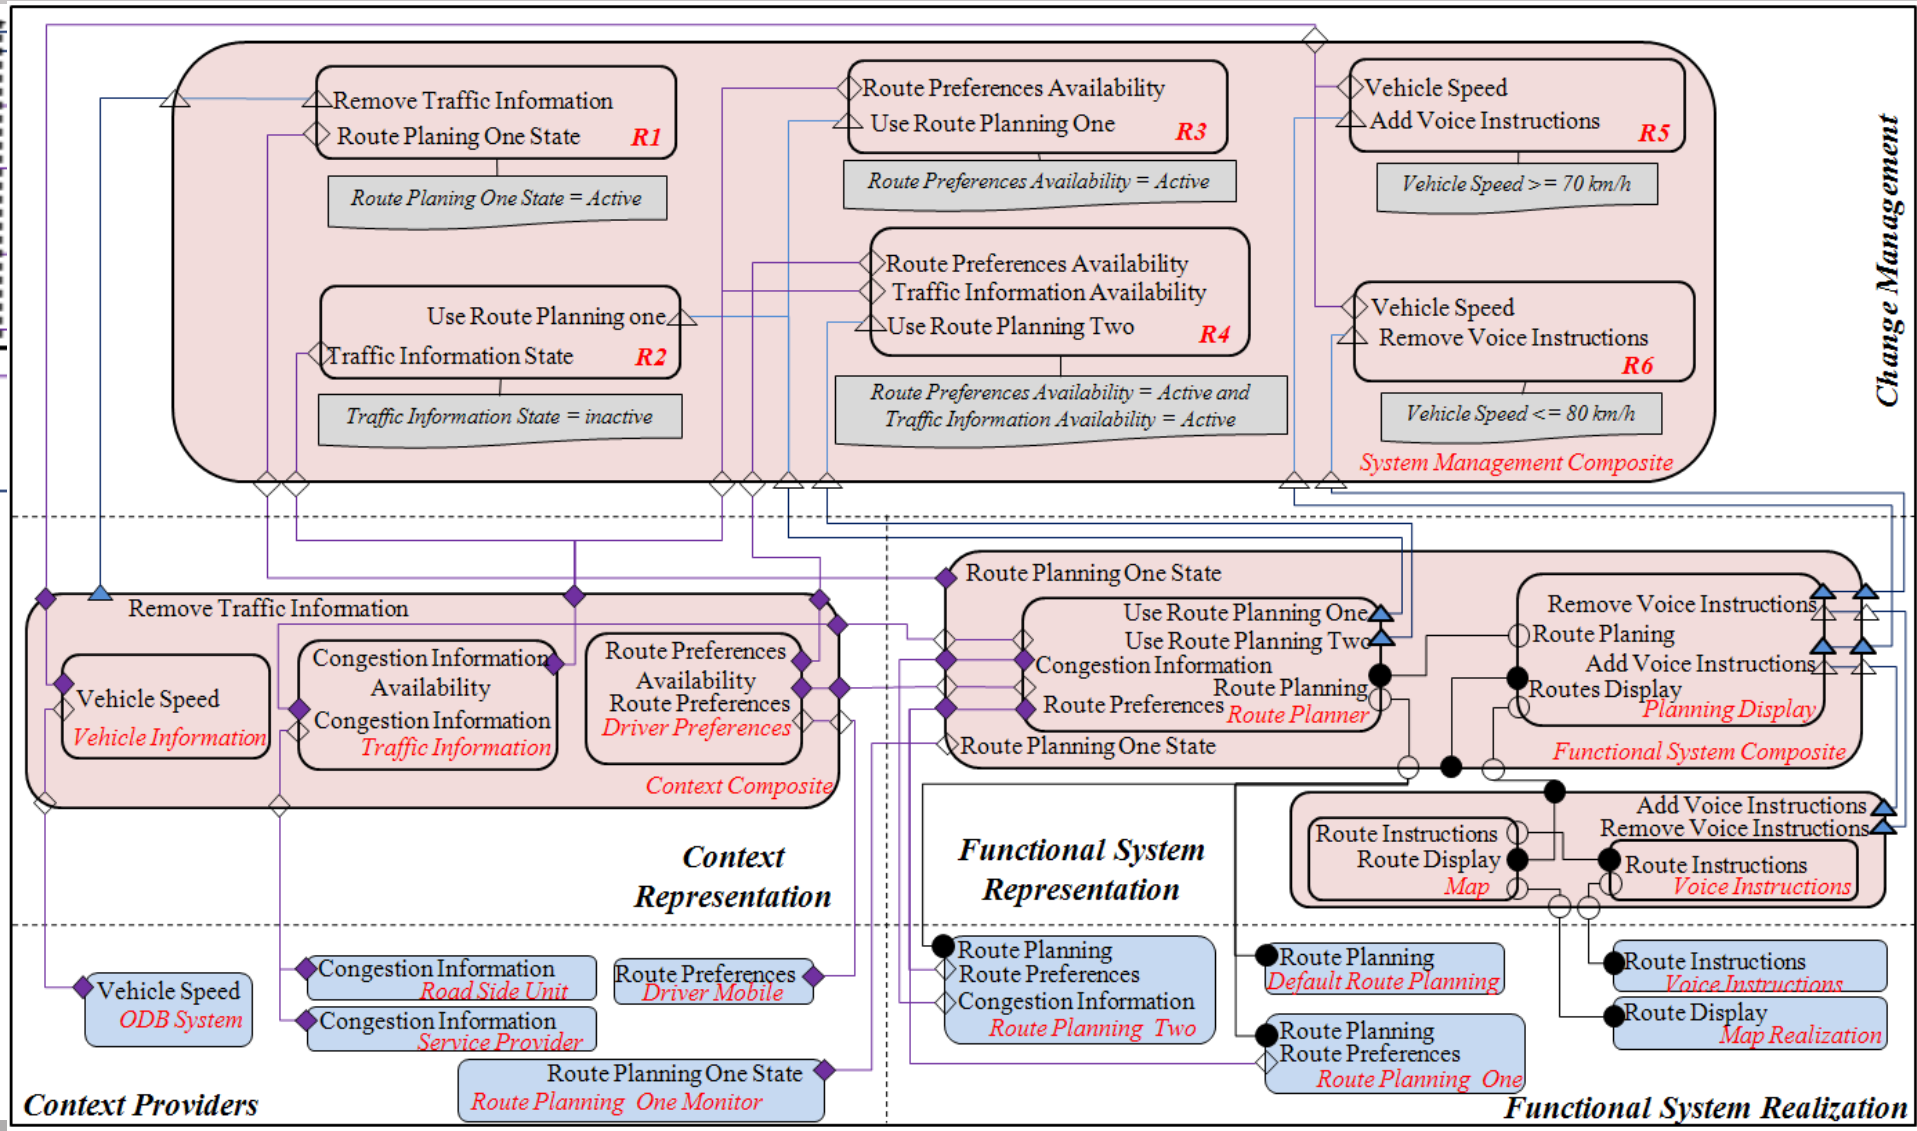 Remove Traffic Information
Route Planing One State
R1
Route Planing One State = Active
Use Route Planning one
Traffic Information State
R2
Traffic Information State = inactive
Route Preferences Availability
Use Route Planning One
R3
Route Preferences Availability = Active
Route Preferences Availability
Traffic Information Availability
Use Route Planning Two
R4
Route Preferences Availability = Active and
Traffic Information Availability = Active
Vehicle Speed
Add Voice Instructions
R5
Vehicle Speed >= 70 km/h
Vehicle Speed
Remove Voice Instructions
R6
Vehicle Speed <= 80 km/h
System Management Composite
Change Management
Remove Traffic Information
Vehicle Speed
Vehicle Information
Congestion Information
Availability
Congestion Information
Traffic Information
Route Preferences
Availability
Route Preferences
Driver Preferences
Context Composite
Context
Representation
Route Planning One State
Use Route Planning One
Use Route Planning Two
Congestion Information
Route Planning
Route Preferences
Route Planner
Route Planning One State
Remove Voice Instructions
Route Planing
Add Voice Instructions
Routes Display
Planning Display
Functional System Composite
Functional System
Representation
Add Voice Instructions
Remove Voice Instructions
Route Instructions
Route Display
Map
Route Instructions
Voice Instructions
Vehicle Speed
ODB System
Congestion Information
Road Side Unit
Congestion Information
Service Provider
Route Preferences
Driver Mobile
Route Planning One State
Route Planning One Monitor
Context Providers
Route Planning
Route Preferences
Congestion Information
Route Planning Two
Route Planning
Default Route Planning
Route Planning
Route Preferences
Route Planning One
Route Instructions
Voice Instructions
Route Display
Map Realization
Functional System Realization